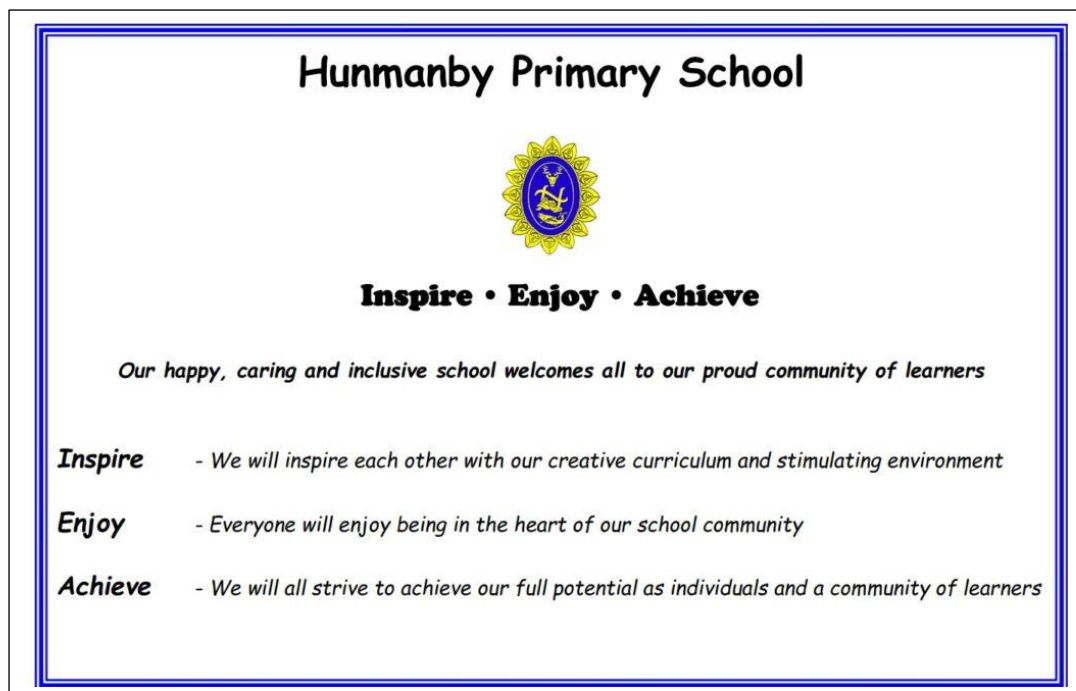 Hunmanby Primary School
Inspire • Enjoy • Achieve
Our happy, caring and inclusive school welcomes all to our proud community of learners
Inspire - We will inspire each other with our creative curriculum and stimulating environment
Enjoy - Everyone will enjoy being in the heart of our school community
Achieve - We will all strive to achieve our full potential as individuals and a community of learners